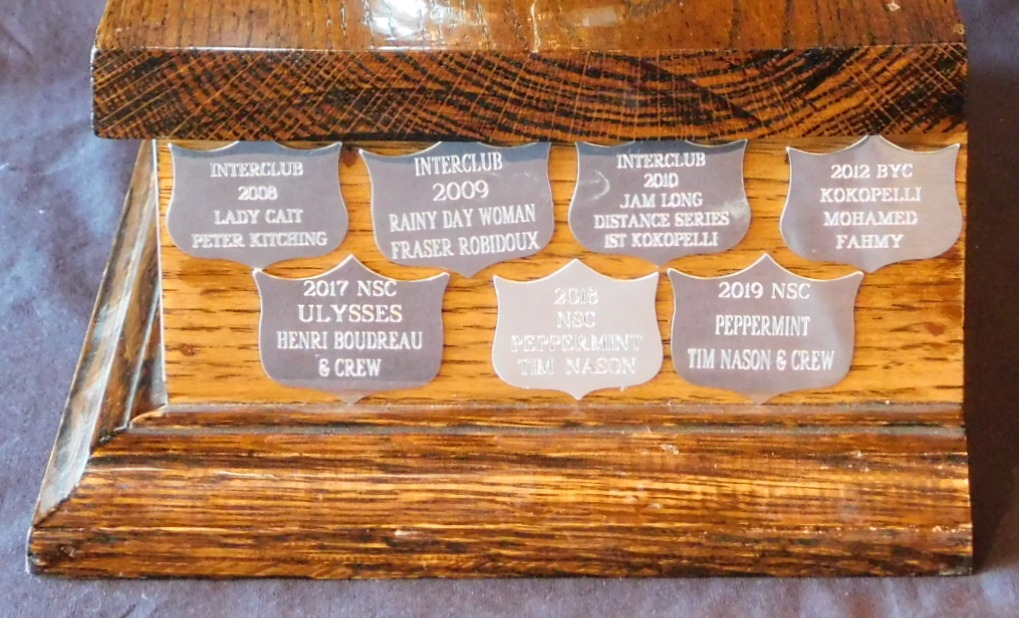 INTERCLUB
2008
LADY CAIT
PETER KITCHING
INTERCLUB
2009
RAINY DAY WOMAN
FRASER ROBIDOUX
INTERCLUB
2010
JAM LONG
DISTANCE SERIES
1ST KOKOPELLI
2012 BYC
KOKOPELLI
MOHAMED
FAHMY
2017 NSC
ULYSSES
HENRI BOUDREAU
& CREW
2018
NSC
PEPPERMINT
TIM NASON
2019 NSC
PEPPERMINT
TIM NASON & CREW